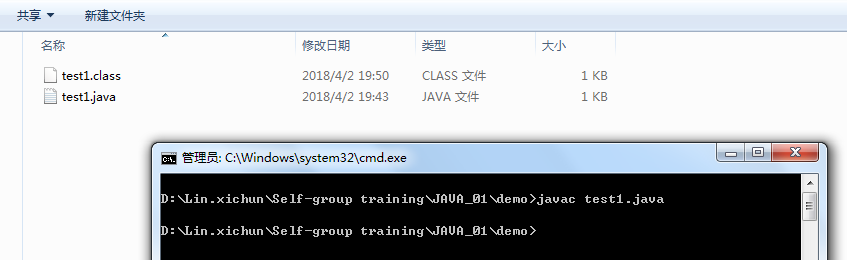 共享 新建文件夹
名称 修改日期 类型 大小
test1.class 2018/4/2 19:50 CLASS 文件 1 KB
test1.java 2018/4/2 19:43 JAVA 文件 1 KB
管理员: C:\Windows\system32\cmd.exe
D:\Lin.xichun\Self-group training\JAVA_01\demo>javac test1.java
D:\Lin.xichun\Self-group training\JAVA_01\demo>